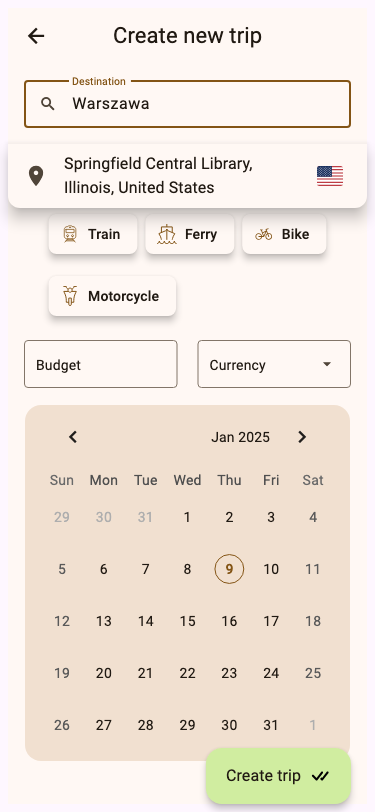 Create new trip
Destination
Warszawa
Springfield Central Library,
Illinois, United States
Train Ferry Bike
Motorcycle
Budget Currency
Jan 2025
Sun Mon Tue Wed Thu Fri Sat
29 30 31 1 2 3 4
5 6 7 8 9 10 11
12 13 14 15 16 17 18
19 20 21 22 23 24 25
26 27 28 29 30 31 1
Create trip